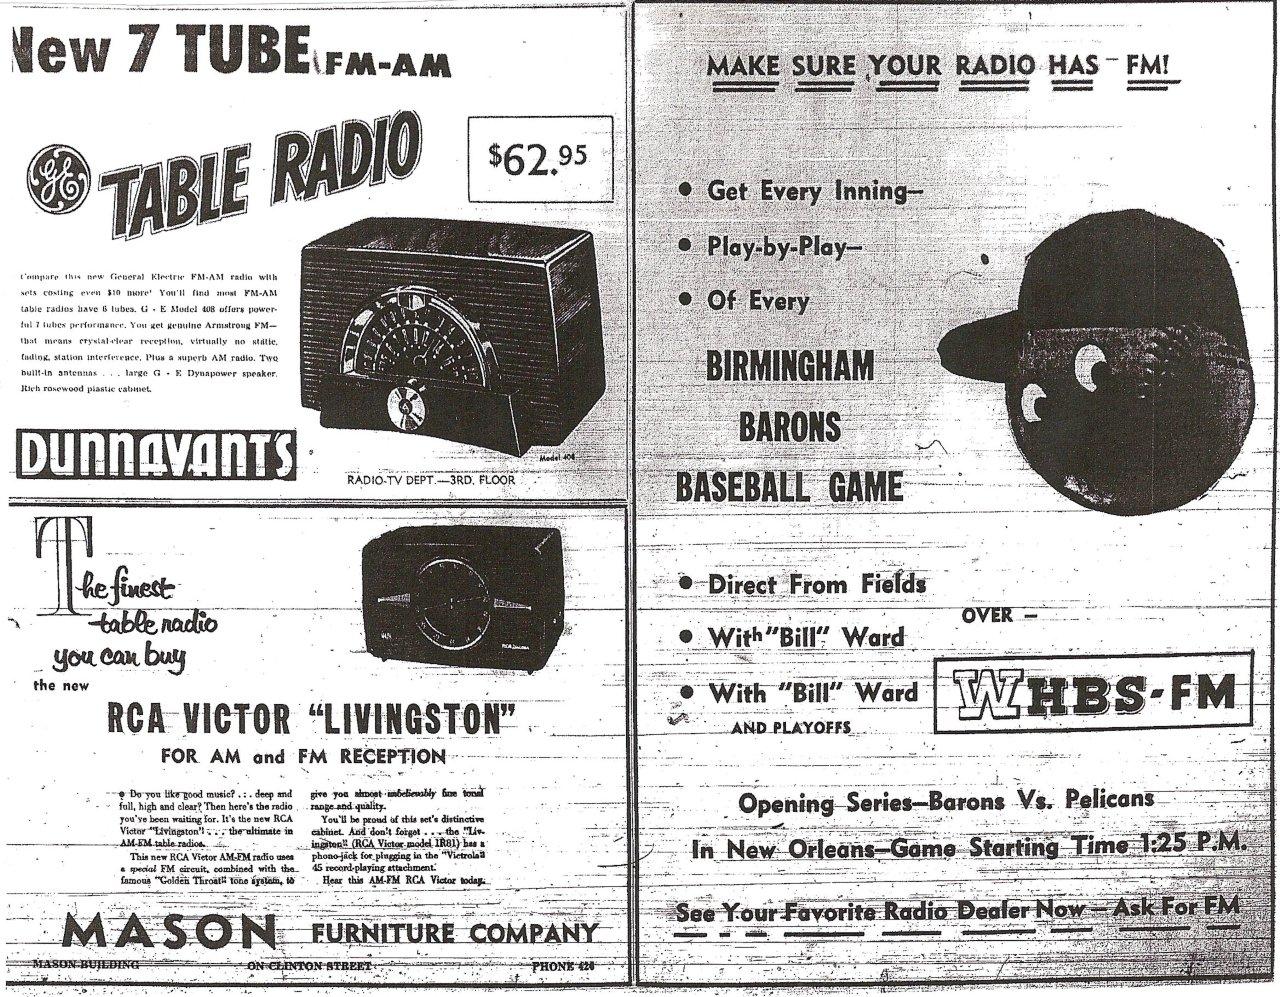 New 7 TUBE FM-AM
GE
TABLE RADIO
$62.95
Compare this new General Electric FM-AM radio with
sets costing even $10 more! You'll find most FM-AM
table radios have 6 tubes. G - E Model 408 offers power-
ful 7 tubes performance. You get genuine Armstrong FM—
that means crystal-clear reception, virtually no static,
fading, station interference. Plus a superb AM radio. Two
built-in antennas . . . large G - E Dynapower speaker.
Rich rosewood plastic cabinet.
Model 408
DUNNAVANT'S
RADIO-TV DEPT.—3RD. FLOOR
The finest
table radio
you can buy
the new
RCA VICTOR "LIVINGSTON"
FOR AM and FM RECEPTION
• Do you like good music? . . . deep and
full, high and clear? Then here's the radio
you've been waiting for. It's the new RCA
Victor "Livingston" . . . the ultimate in
AM-FM table radios.
This new RCA Victor AM-FM radio uses
a special FM circuit, combined with the
famous "Golden Throat" tone system, to
give you almost unbelievably fine tonal
range and quality.
You'll be proud of this set's distinctive
cabinet. And don't forget . . . the "Liv-
ingston" (RCA Victor model 1R81) has a
phono-jack for plugging in the "Victrola"
45 record-playing attachment.
Hear this AM-FM RCA Victor today.
MASON FURNITURE COMPANY
MASON BUILDING ON CLINTON STREET PHONE 426
MAKE SURE YOUR RADIO HAS — FM!
• Get Every Inning—
• Play-by-Play—
• Of Every
BIRMINGHAM
BARONS
BASEBALL GAME
• Direct From Fields
• With "Bill" Ward
• With "Bill" Ward
AND PLAYOFFS
OVER —
WHBS-FM
Opening Series—Barons Vs. Pelicans
In New Orleans—Game Starting Time 1:25 P.M.
See Your Favorite Radio Dealer Now — Ask For FM